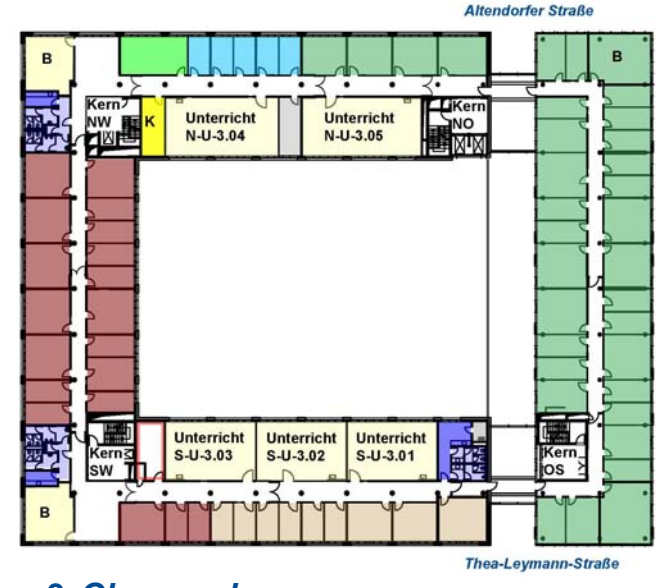 Altendorfer Straße
B
B
Kern
NW
K
Unterricht
N-U-3.04
Unterricht
N-U-3.05
Kern
NO
Kern
SW
Unterricht
S-U-3.03
Unterricht
S-U-3.02
Unterricht
S-U-3.01
Kern
OS
B
Thea-Leymann-Straße